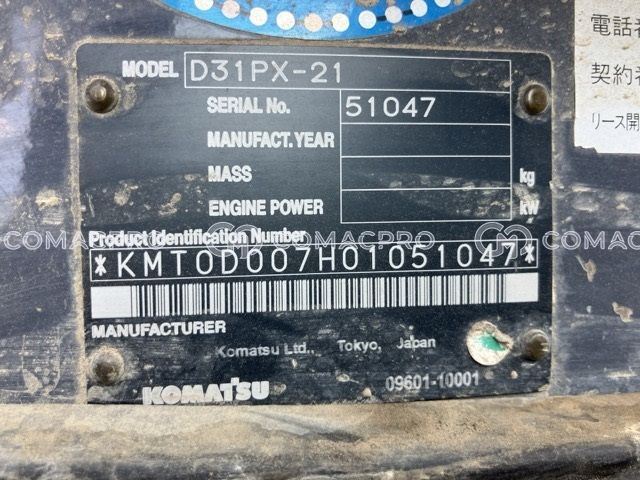 MODEL D31PX-21
SERIAL No. 51047
MANUFACT.YEAR
MASS kg
ENGINE POWER kW
Product Identification Number
*KMT0D007H01051047*
MANUFACTURER
Komatsu Ltd., Tokyo, Japan
KOMATSU 09601-10001
電話
契約
リース開
COMACPRO COMACPRO COMACPRO